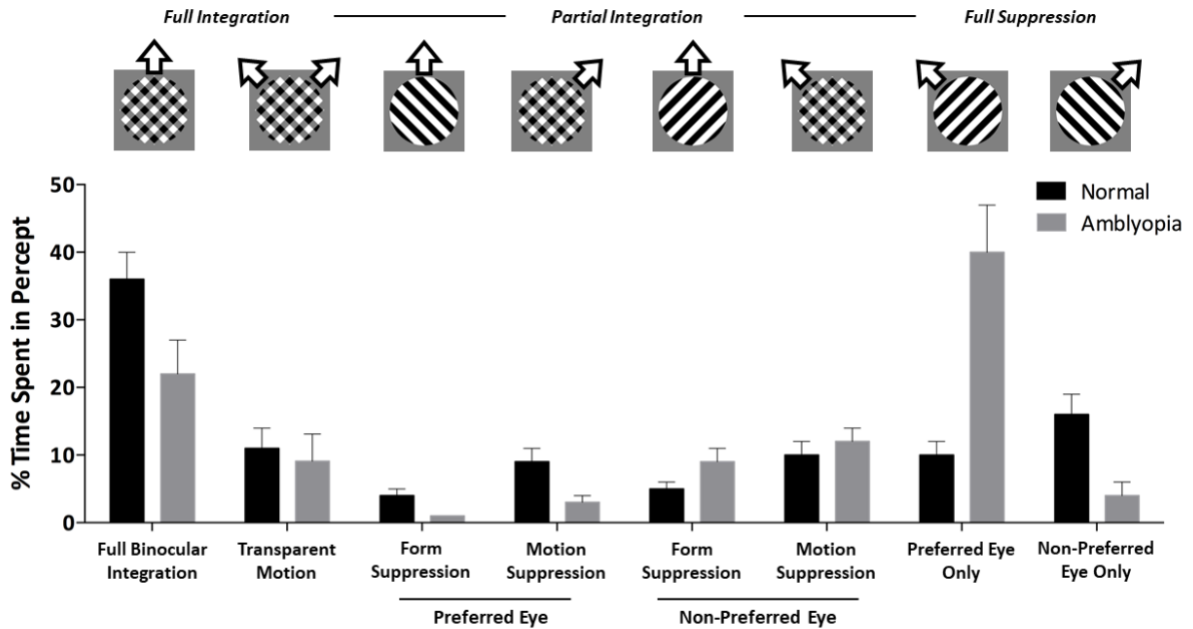 Full Integration Partial Integration Full Suppression
Normal
Amblyopia
% Time Spent in Percept
50
40
30
20
10
0
Full Binocular
Integration
Transparent
Motion
Form
Suppression
Motion
Suppression
Form
Suppression
Motion
Suppression
Preferred Eye
Only
Non-Preferred
Eye Only
Preferred Eye
Non-Preferred Eye